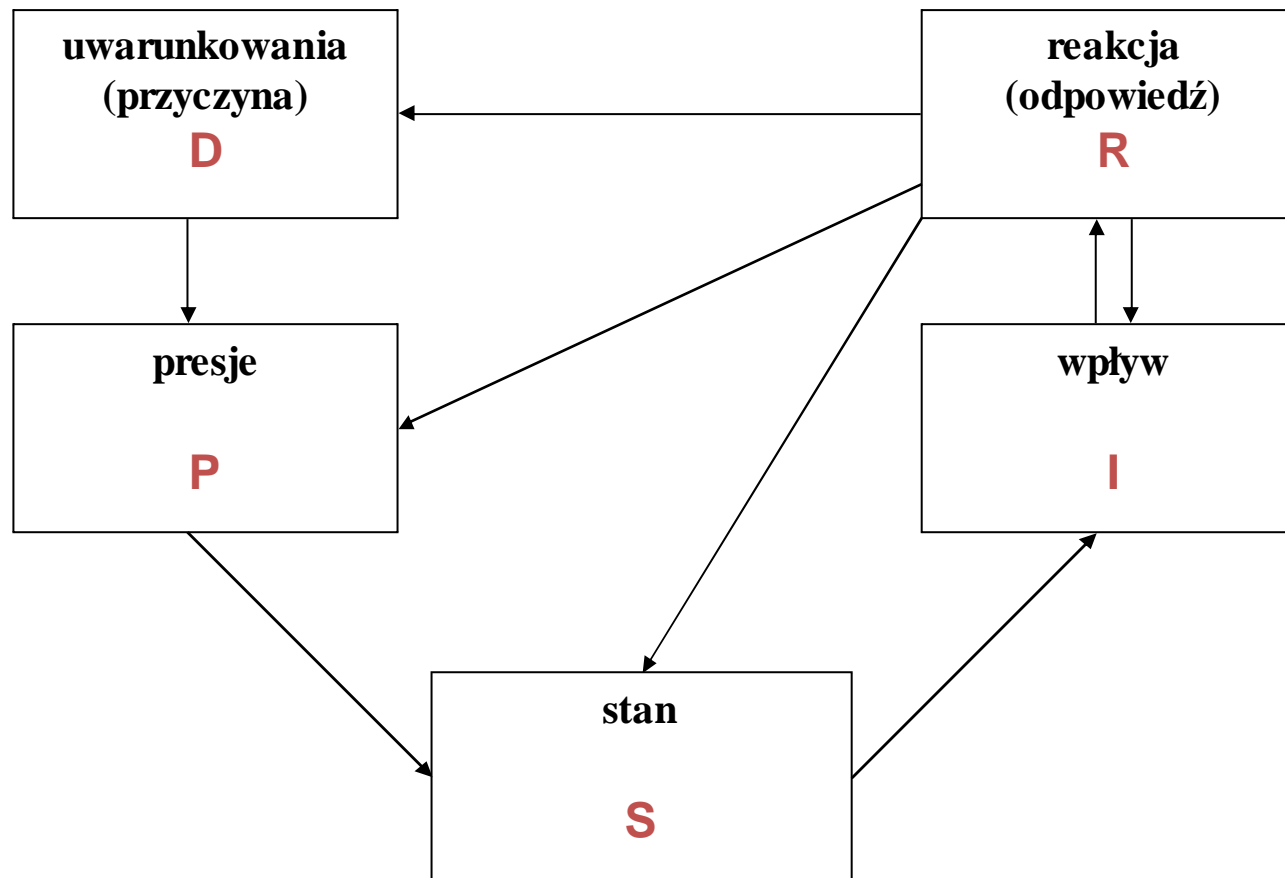 uwarunkowania
(przyczyna)
D
reakcja
(odpowiedź)
R
presje
P
wpływ
I
stan
S